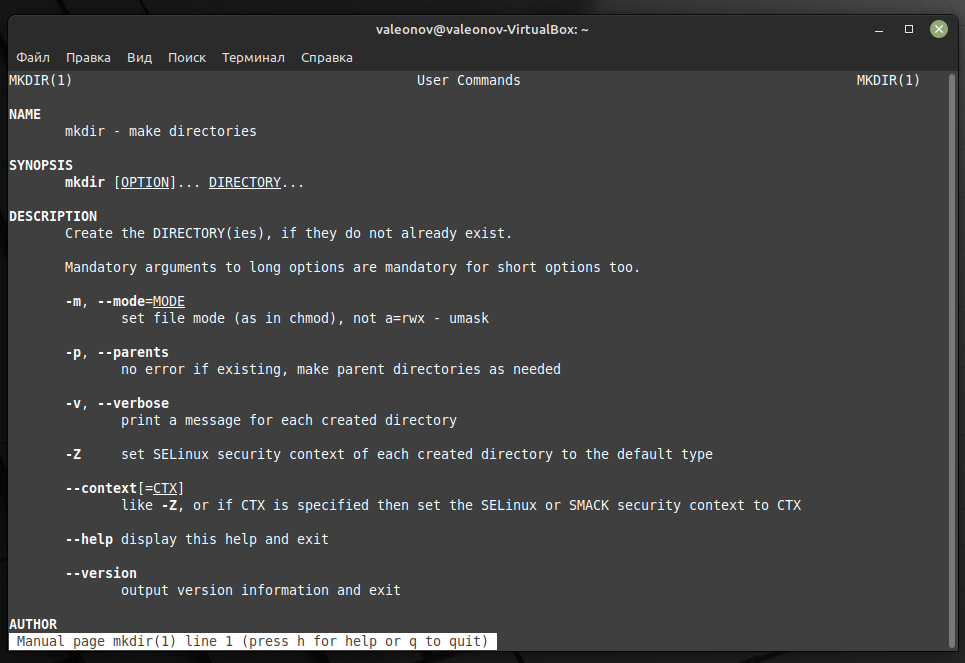 valeonov@valeonov-VirtualBox: ~
Файл Правка Вид Поиск Терминал Справка
MKDIR(1) User Commands MKDIR(1)
NAME
mkdir - make directories
SYNOPSIS
mkdir [OPTION]... DIRECTORY...
DESCRIPTION
Create the DIRECTORY(ies), if they do not already exist.
Mandatory arguments to long options are mandatory for short options too.
-m, --mode=MODE
set file mode (as in chmod), not a=rwx - umask
-p, --parents
no error if existing, make parent directories as needed
-v, --verbose
print a message for each created directory
-Z set SELinux security context of each created directory to the default type
--context[=CTX]
like -Z, or if CTX is specified then set the SELinux or SMACK security context to CTX
--help display this help and exit
--version
output version information and exit
AUTHOR
Manual page mkdir(1) line 1 (press h for help or q to quit)